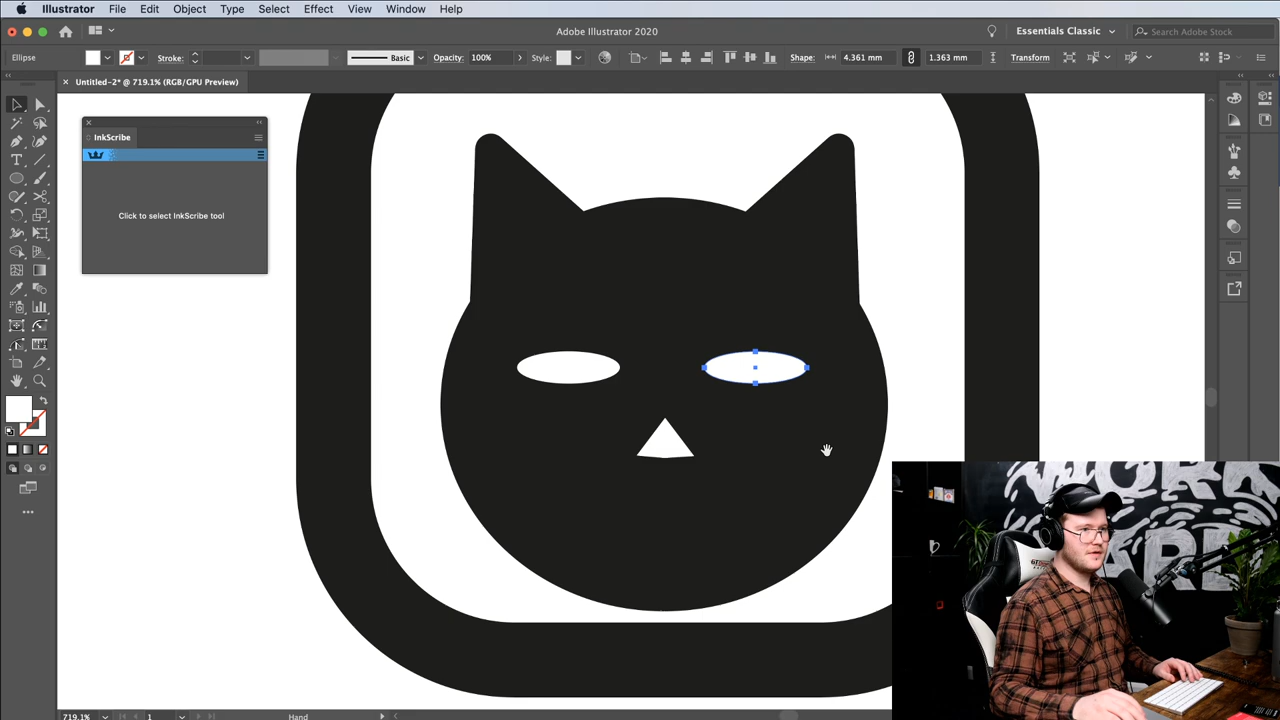 Illustrator File Edit Object Type Select Effect View Window Help
Adobe Illustrator 2020
Essentials Classic
Search Adobe Stock
Ellipse Stroke: Basic Opacity: 100% Style: Shape: 4.361 mm 1.363 mm Transform
Untitled-2* @ 719.1% (RGB/GPU Preview)
InkScribe
Click to select InkScribe tool
719.1% 1 Hand